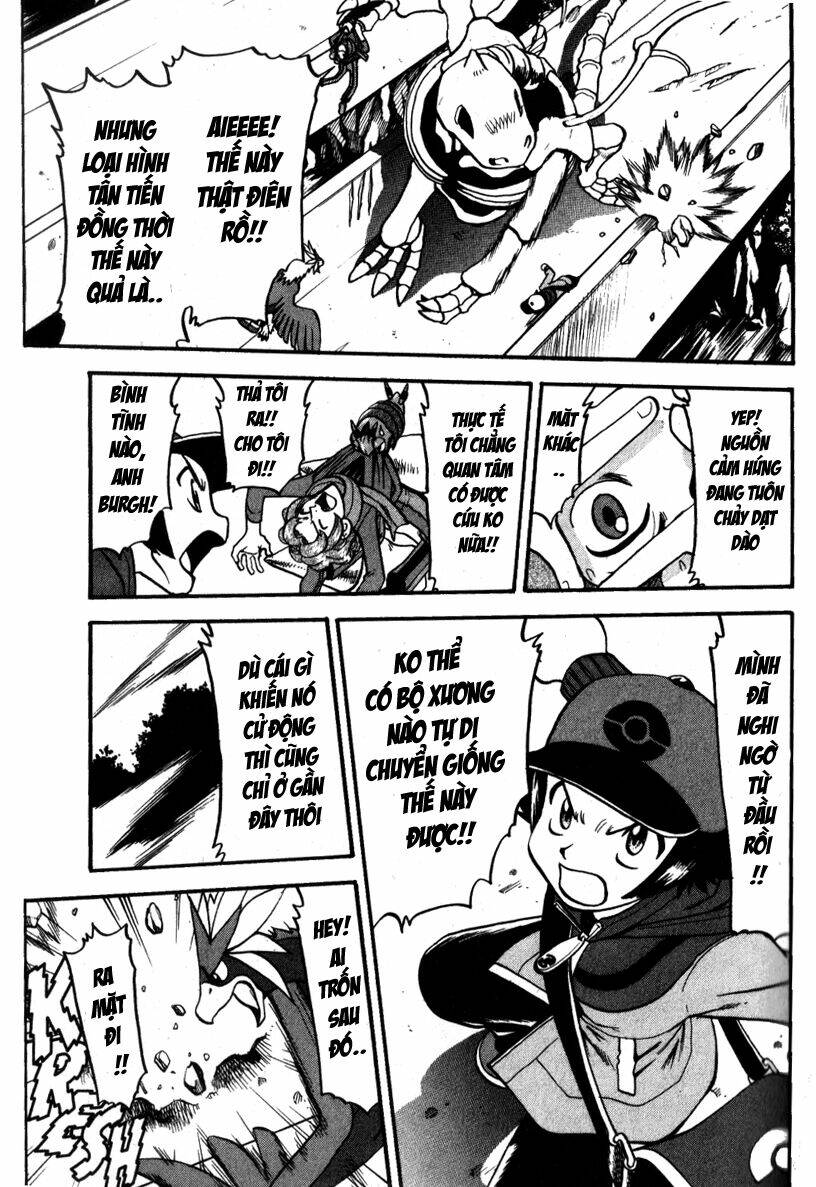 AIEEEE!
THẾ NÀY
THẬT ĐIÊN
RỒ!!
NHƯNG
LOẠI HÌNH
TÂN TIẾN
ĐỒNG THỜI
THẾ NÀY
QUẢ LÀ..
YEP!
NGUỒN
CẢM HỨNG
ĐANG TUÔN
CHẢY DẠT
DÀO
MẶT
KHÁC
..
THỰC TẾ
TÔI CHẲNG
QUAN TÂM
CÓ ĐƯỢC
CỨU KO
NỮA!!
THẢ TÔI
RA!!
CHO TÔI
ĐI!!
BÌNH
TĨNH
NÀO,
ANH
BURGH!
MÌNH
ĐÃ
NGHI
NGỜ
TỪ
ĐẦU
RỒI
!!
KO THỂ
CÓ BỘ XƯƠNG
NÀO TỰ DI
CHUYỂN GIỐNG
THẾ NÀY
ĐƯỢC!!
DÙ CÁI GÌ
KHIẾN NÓ
CỬ ĐỘNG
THÌ CŨNG
CHỈ Ở GẦN
ĐÂY THÔI
HEY!
AI
TRỐN
SAU
ĐÓ..
RA
MẶT
ĐI
!!